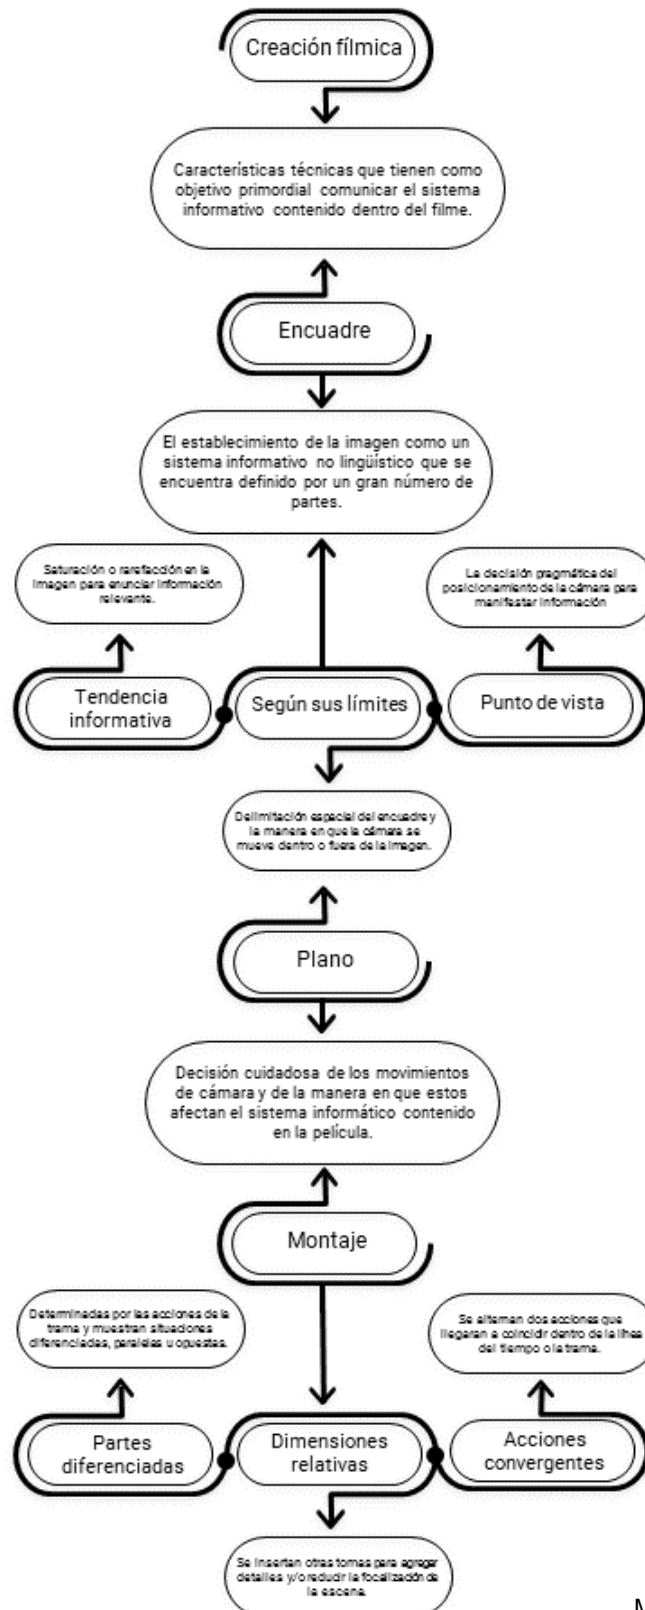 Creación fílmica
Características técnicas que tienen como
objetivo primordial comunicar el sistema
informativo contenido dentro del filme.
Encuadre
El establecimiento de la imagen como un
sistema informativo no lingüístico que se
encuentra definido por un gran número de
partes.
Saturación o rarefacción en la
imagen para enunciar información
relevante.
La decisión pragmática del
posicionamiento de la cámara para
manifestar información
Tendencia
informativa
Según sus límites
Punto de vista
Delimitación espacial del encuadre y
la manera en que la cámara se
mueve dentro o fuera de la imagen.
Plano
Decisión cuidadosa de los movimientos
de cámara y de la manera en que estos
afectan el sistema informático contenido
en la película.
Montaje
Determinadas por las acciones de la
trama y muestran situaciones
diferenciadas, paralelas u opuestas.
Se alternan dos acciones que
llegaran a coincidir dentro de la línea
del tiempo o la trama.
Partes
diferenciadas
Dimensiones
relativas
Acciones
convergentes
Se insertan otras tomas para agregar
detalles y/o reducir la focalización de
la escena.